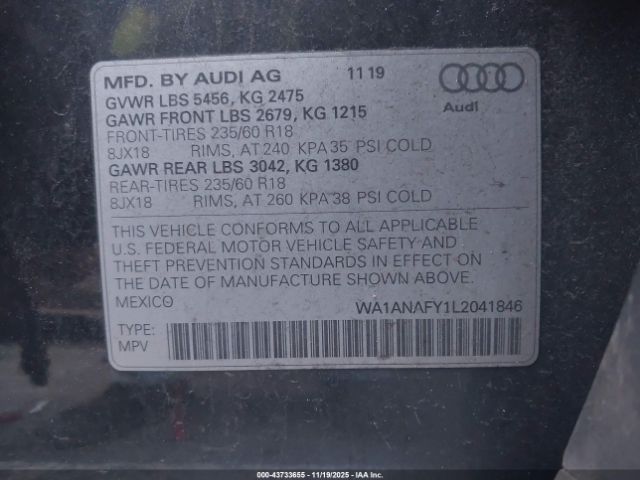 MFD. BY AUDI AG 11 19
GVWR LBS 5456, KG 2475
GAWR FRONT LBS 2679, KG 1215
FRONT-TIRES 235/60 R18
8JX18 RIMS, AT 240 KPA 35 PSI COLD
GAWR REAR LBS 3042, KG 1380
REAR-TIRES 235/60 R18
8JX18 RIMS, AT 260 KPA 38 PSI COLD
Audi
THIS VEHICLE CONFORMS TO ALL APPLICABLE
U.S. FEDERAL MOTOR VEHICLE SAFETY AND
THEFT PREVENTION STANDARDS IN EFFECT ON
THE DATE OF MANUFACTURE SHOWN ABOVE.
MEXICO WA1ANAFY1L2041846
TYPE:
MPV
000-43733655 - 11/19/2025 - IAAI.COM